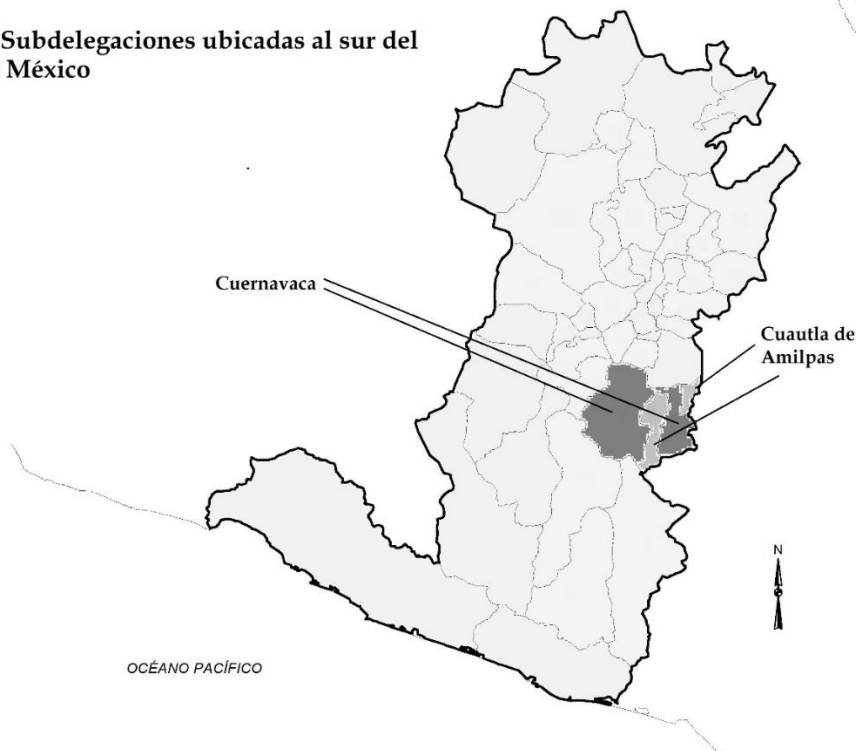 Subdelegaciones ubicadas al sur del
México
Cuernavaca
Cuautla de
Amilpas
N
OCÉANO PACÍFICO